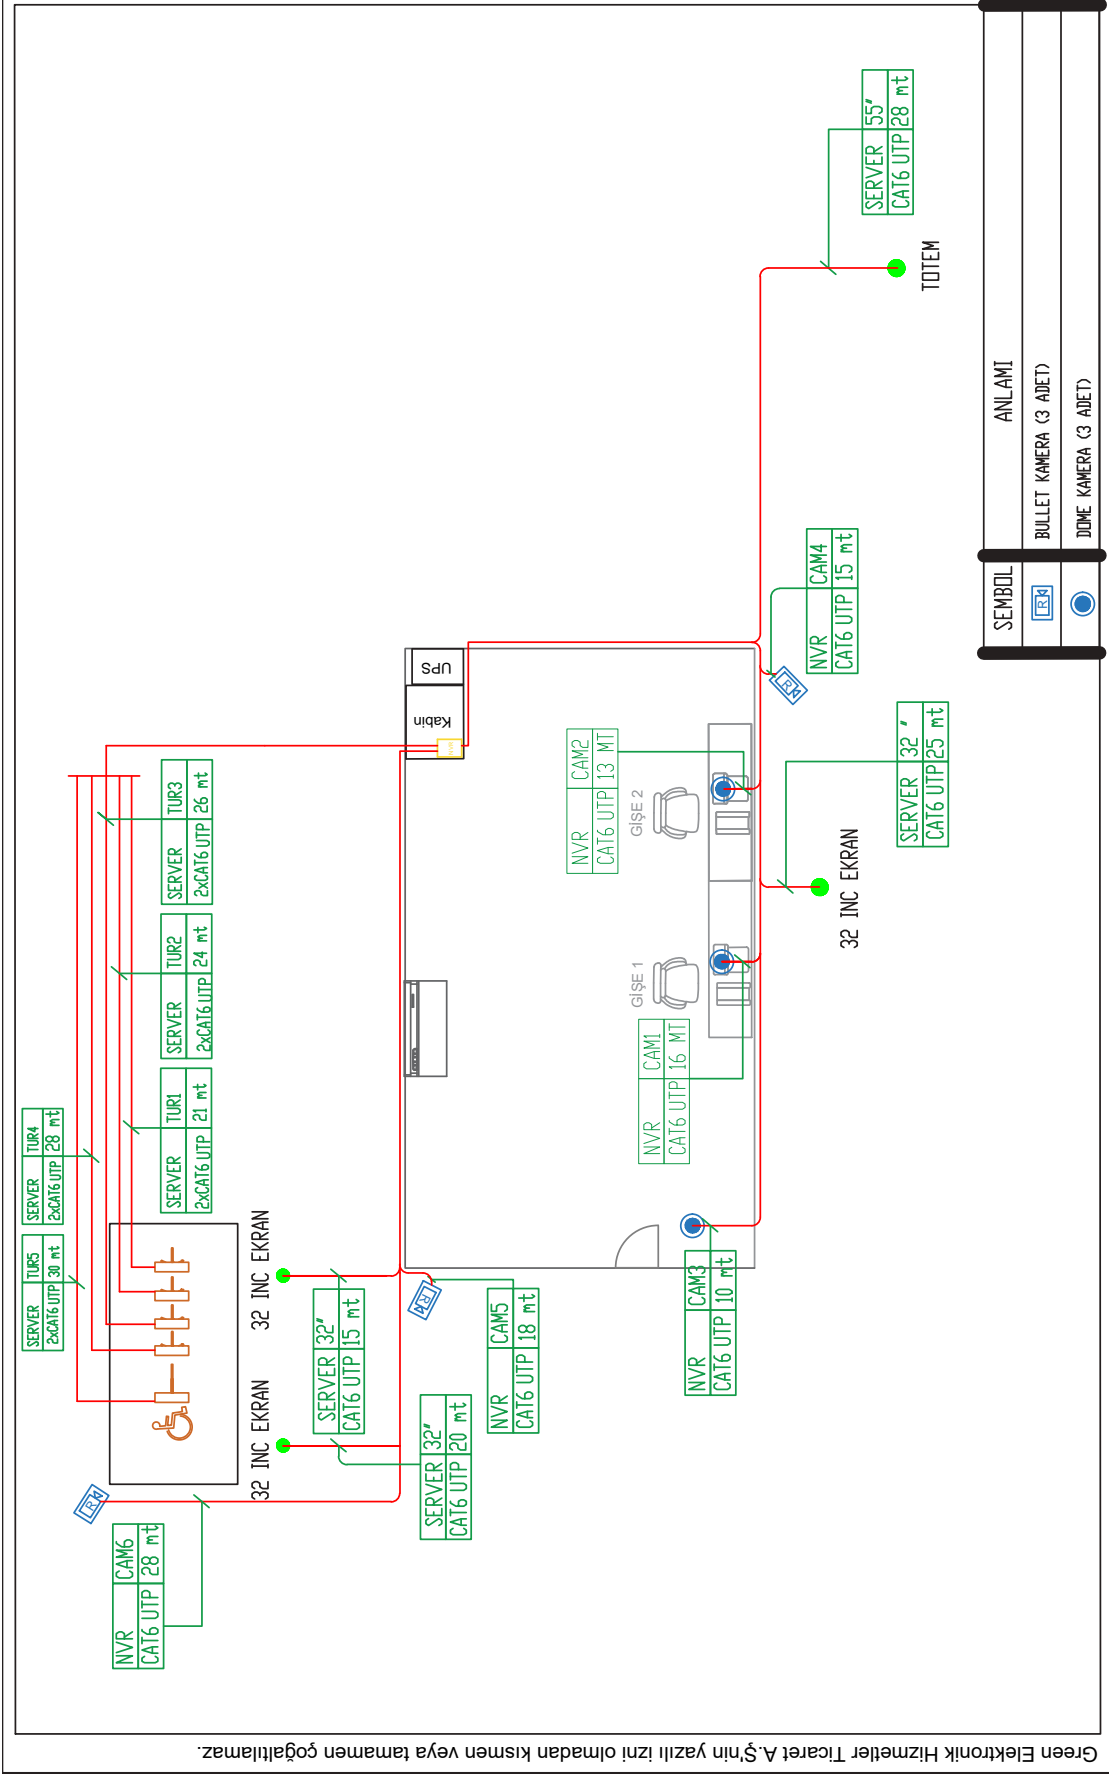 SERVER TUR5
2xCAT6 UTP 30 mt
SERVER TUR4
2xCAT6 UTP 28 mt
SERVER TUR1
2xCAT6 UTP 21 mt
SERVER TUR2
2xCAT6 UTP 24 mt
SERVER TUR3
2xCAT6 UTP 26 mt
NVR CAM6
CAT6 UTP 28 mt
32 INC EKRAN
32 INC EKRAN
SERVER 32"
CAT6 UTP 15 mt
SERVER 32"
CAT6 UTP 20 mt
NVR CAM5
CAT6 UTP 18 mt
Kabin
UPS
NVR CAM2
CAT6 UTP 13 MT
GİŞE 2
GİŞE 1
NVR CAM1
CAT6 UTP 16 MT
NVR CAM3
CAT6 UTP 10 mt
NVR CAM4
CAT6 UTP 15 mt
32 INC EKRAN
SERVER 32 "
CAT6 UTP 25 mt
SERVER 55"
CAT6 UTP 28 mt
TOTEM
SEMBOL ANLAMI
R BULLET KAMERA (3 ADET)
DOME KAMERA (3 ADET)
R
R
R
Green Elektronik Hizmetler Ticaret A.Ş'nin yazılı izni olmadan kısmen veya tamamen çoğaltılamaz.